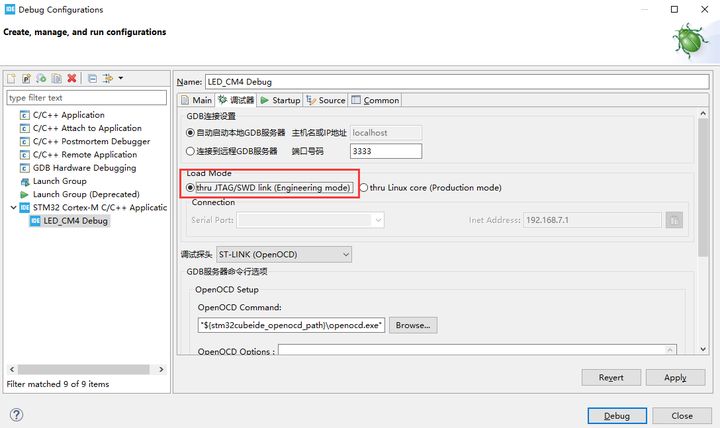 IDE Debug Configurations
Create, manage, and run configurations
type filter text
C/C++ Application
C/C++ Attach to Application
C/C++ Postmortem Debugger
C/C++ Remote Application
GDB Hardware Debugging
Launch Group
Launch Group (Deprecated)
IDE STM32 Cortex-M C/C++ Applicatio
IDE LED_CM4 Debug
Filter matched 9 of 9 items
Name: LED_CM4 Debug
Main 调试器 Startup Source Common
GDB连接设置
自动启动本地GDB服务器 主机名或IP地址 localhost
连接到远程GDB服务器 端口号码 3333
Load Mode
thru JTAG/SWD link (Engineering mode) thru Linux core (Production mode)
Connection
Serial Port: Inet Address: 192.168.7.1
调试探头 ST-LINK (OpenOCD)
GDB服务器命令行选项
OpenOCD Setup
OpenOCD Command:
"${stm32cubeide_openocd_path}\openocd.exe" Browse...
OpenOCD Options :
Revert Apply
? Debug Close